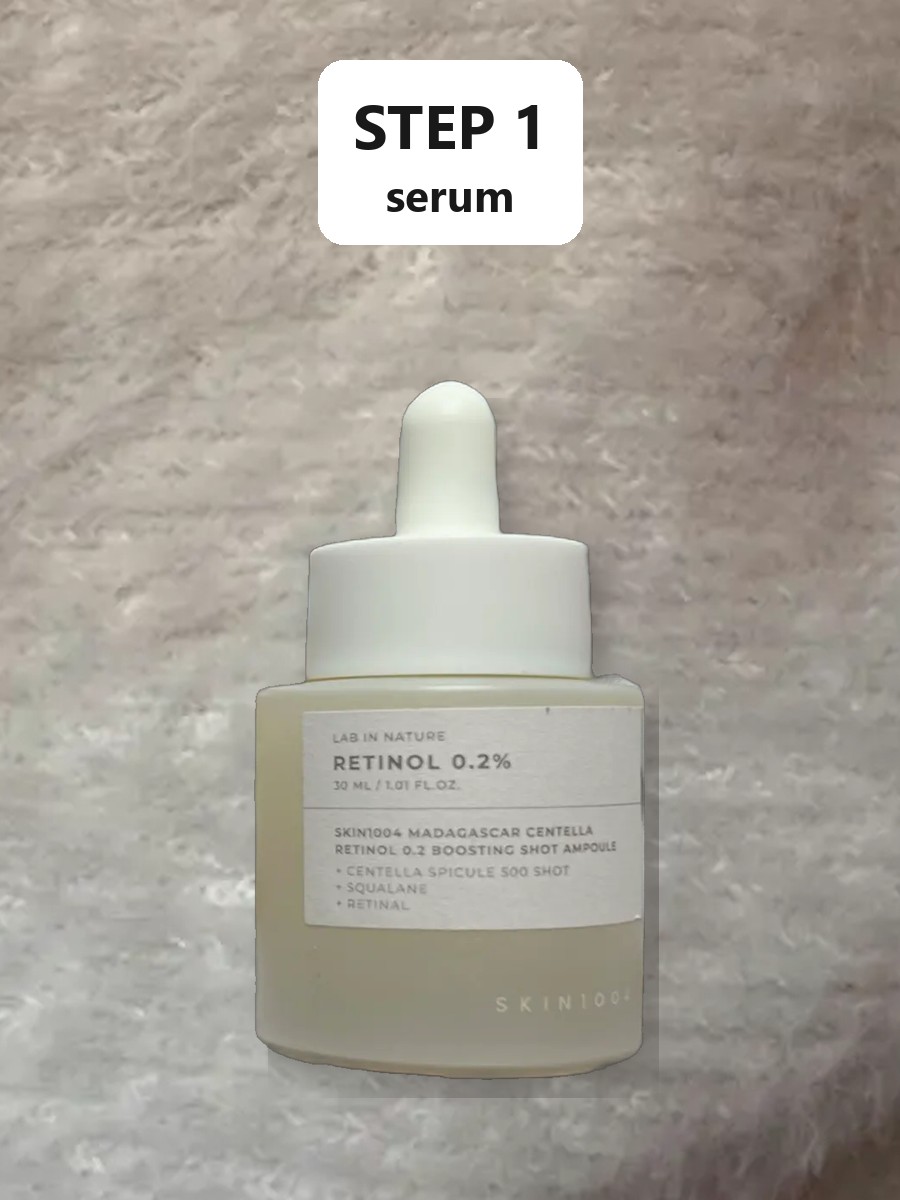 STEP 1
serum
LAB IN NATURE
RETINOL 0.2%
30 ML / 1.01 FL.OZ.
SKIN1004 MADAGASCAR CENTELLA
RETINOL 0.2 BOOSTING SHOT AMPOULE
+ CENTELLA SPICULE 500 SHOT
+ SQUALANE
+ RETINAL
SKIN1004